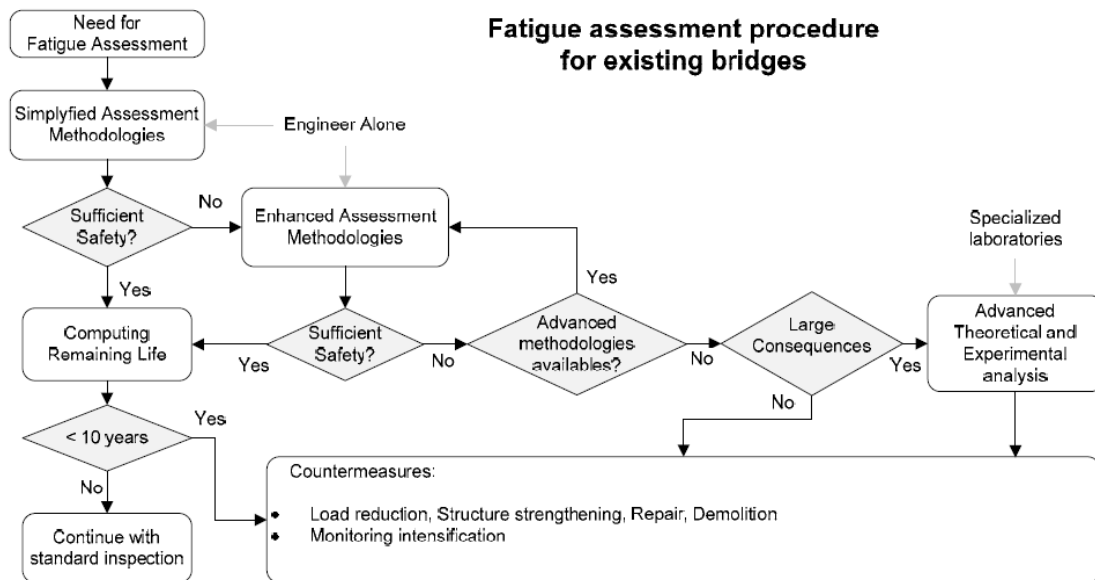 Fatigue assessment procedure
for existing bridges
Need for
Fatigue Assessment
Simplyfied Assessment
Methodologies
Engineer Alone
Sufficient
Safety?
No
Yes
Enhanced Assessment
Methodologies
Specialized
laboratories
Computing
Remaining Life
Yes
Sufficient
Safety?
No
Yes
Advanced
methodologies
availables?
No
Large
Consequences
Yes
No
Advanced
Theoretical and
Experimental
analysis
< 10 years
Yes
No
Continue with
standard inspection
Countermeasures:
• Load reduction, Structure strengthening, Repair, Demolition
• Monitoring intensification